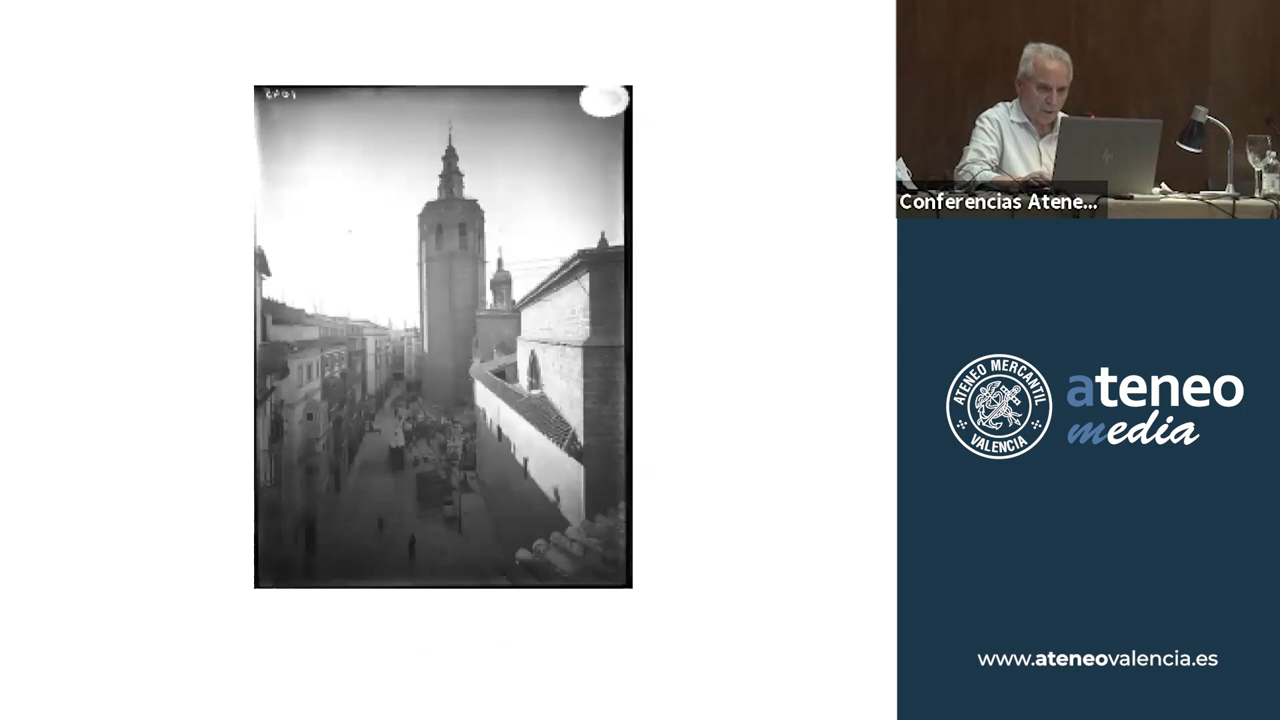 Conferencias Atene...
ATENEO MERCANTIL
VALENCIA
ateneo
media
www.ateneovalencia.es